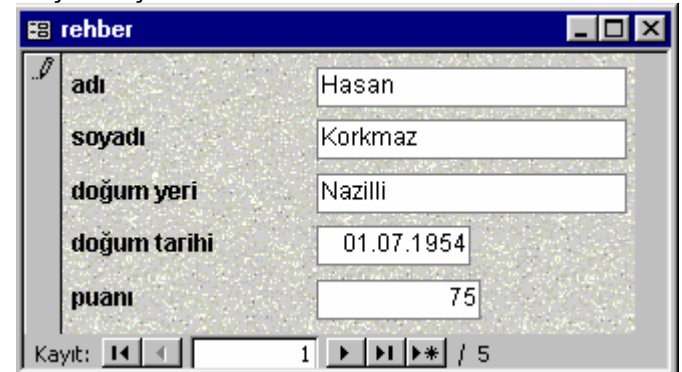 rehber
adı Hasan
soyadı Korkmaz
doğum yeri Nazilli
doğum tarihi 01.07.1954
puanı 75
Kayıt: 1 / 5